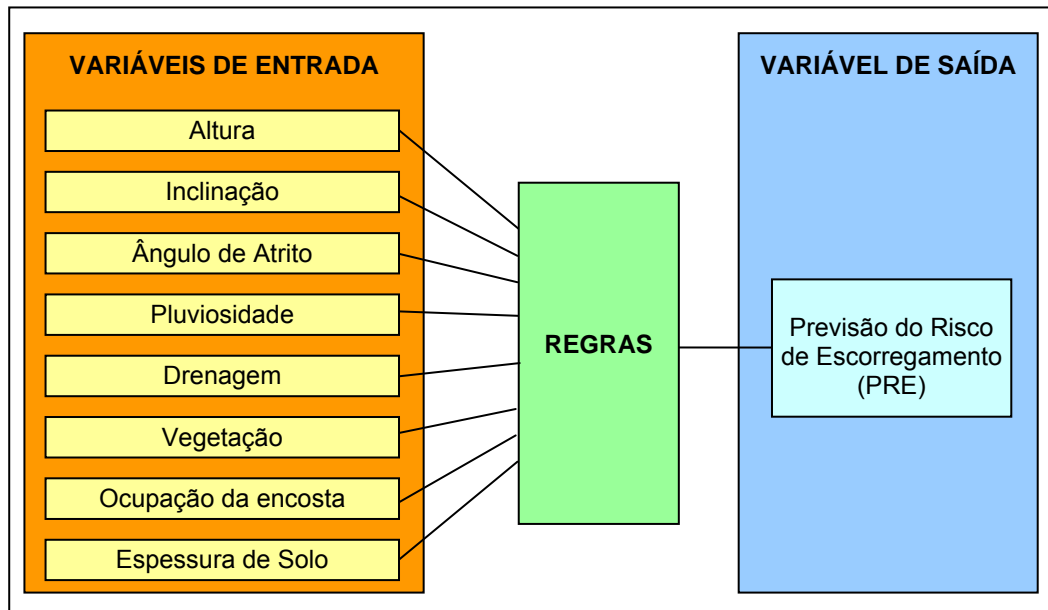 VARIÁVEIS DE ENTRADA
Altura
Inclinação
Ângulo de Atrito
Pluviosidade
Drenagem
Vegetação
Ocupação da encosta
Espessura de Solo
REGRAS
VARIÁVEL DE SAÍDA
Previsão do Risco
de Escorregamento
(PRE)